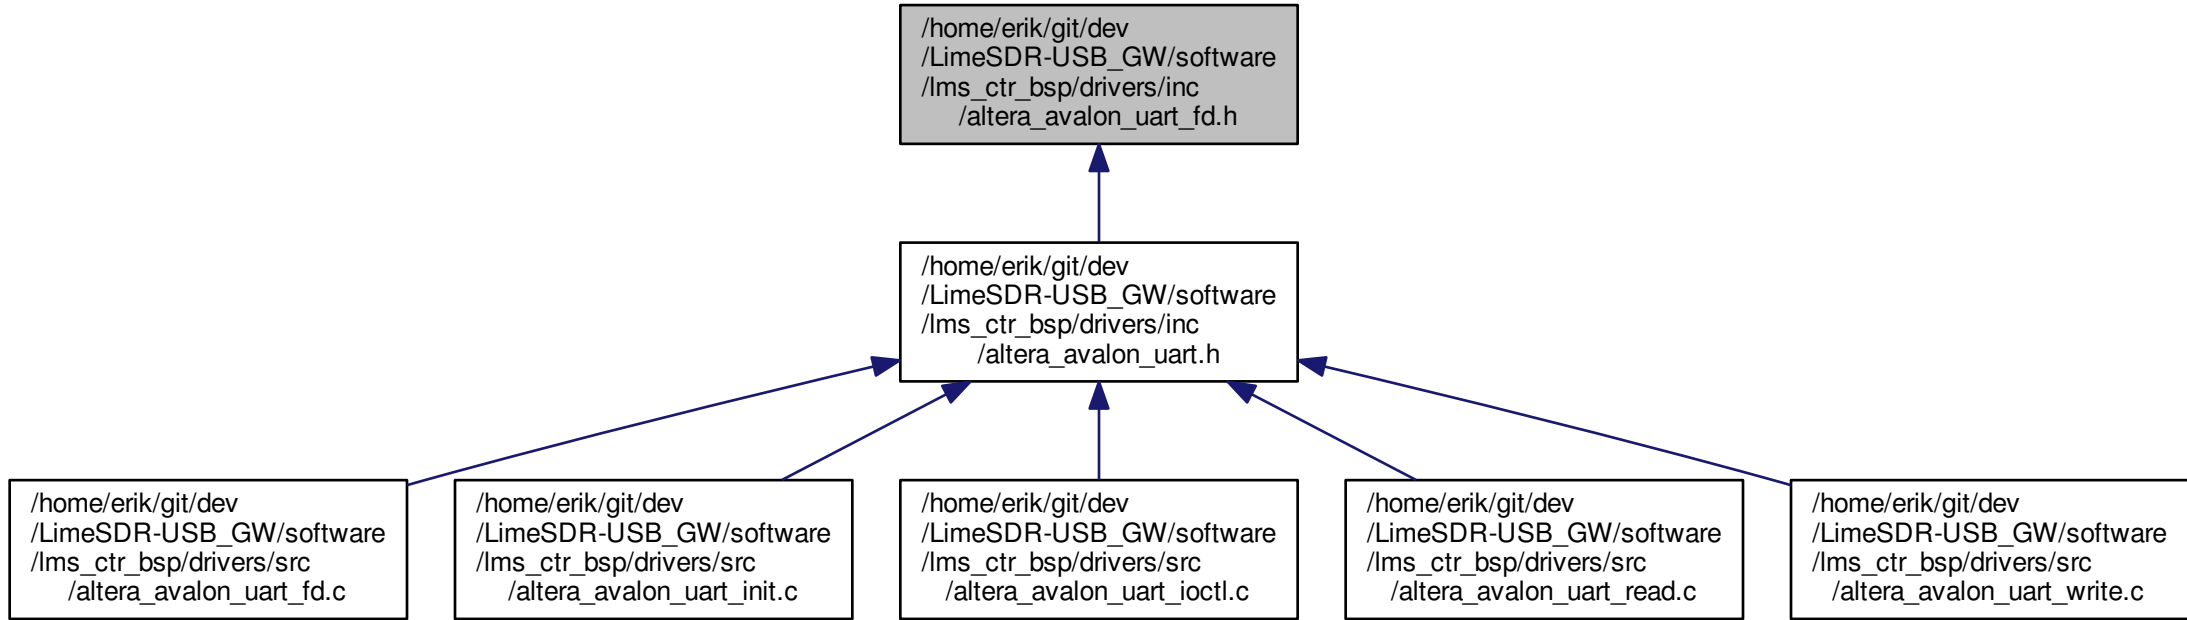 /home/erik/git/dev
/LimeSDR-USB_GW/software
/lms_ctr_bsp/drivers/inc
/altera_avalon_uart_fd.h
/home/erik/git/dev
/LimeSDR-USB_GW/software
/lms_ctr_bsp/drivers/inc
/altera_avalon_uart.h
/home/erik/git/dev
/LimeSDR-USB_GW/software
/lms_ctr_bsp/drivers/src
/altera_avalon_uart_fd.c
/home/erik/git/dev
/LimeSDR-USB_GW/software
/lms_ctr_bsp/drivers/src
/altera_avalon_uart_init.c
/home/erik/git/dev
/LimeSDR-USB_GW/software
/lms_ctr_bsp/drivers/src
/altera_avalon_uart_ioctl.c
/home/erik/git/dev
/LimeSDR-USB_GW/software
/lms_ctr_bsp/drivers/src
/altera_avalon_uart_read.c
/home/erik/git/dev
/LimeSDR-USB_GW/software
/lms_ctr_bsp/drivers/src
/altera_avalon_uart_write.c